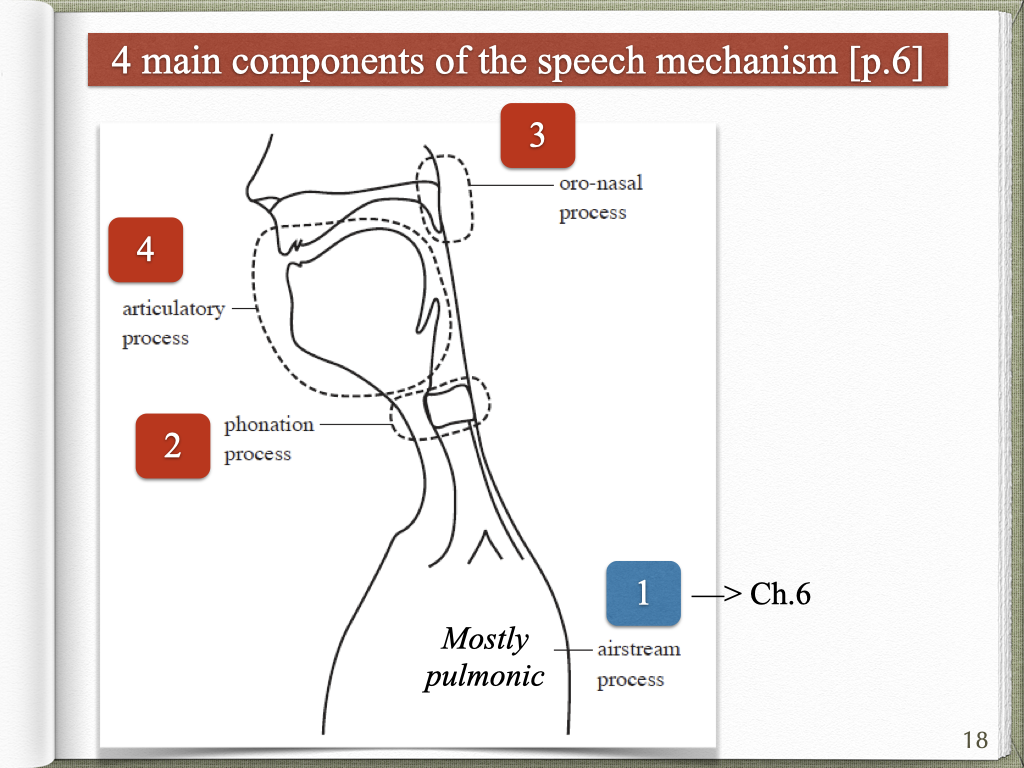 4 main components of the speech mechanism [p.6]
3
oro-nasal
process
4
articulatory
process
2
phonation
process
1
—> Ch.6
Mostly
pulmonic
airstream
process
18